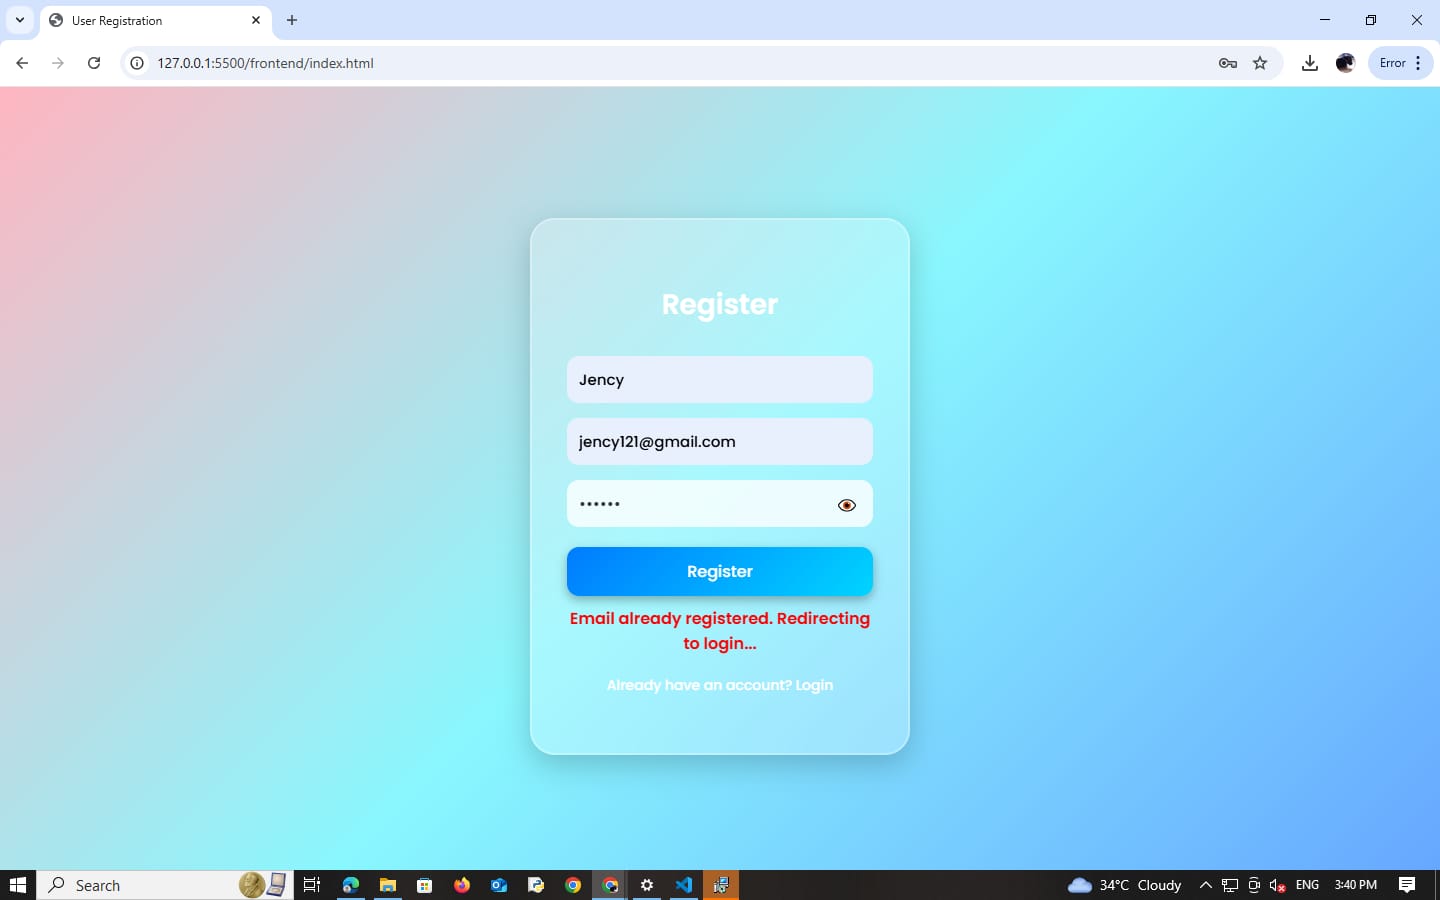 User Registration
127.0.0.1:5500/frontend/index.html
Error
Register
Jency
jency121@gmail.com
••••••
Register
Email already registered. Redirecting
to login...
Already have an account? Login
Search
34°C Cloudy
ENG
3:40 PM